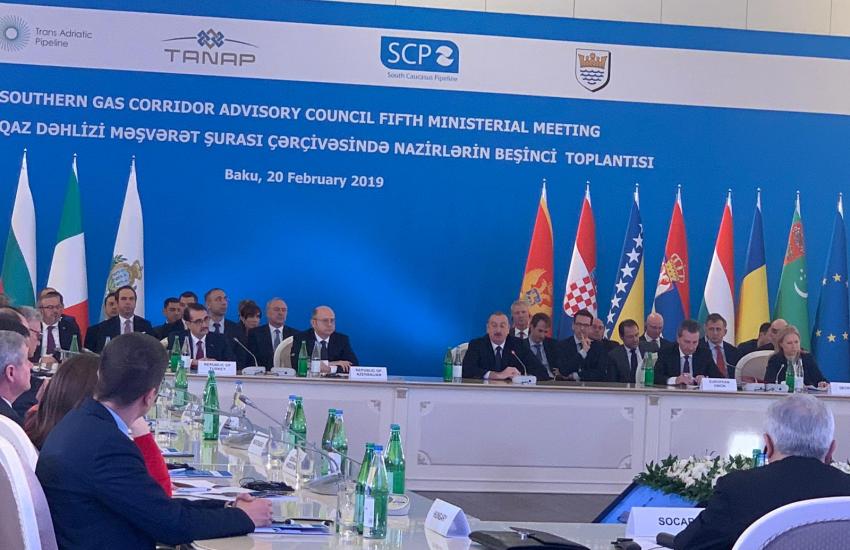 Trans Adriatic
Pipeline
TANAP
SCP
South Caucasus Pipeline
SOUTHERN GAS CORRIDOR ADVISORY COUNCIL FIFTH MINISTERIAL MEETING
QAZ DƏHLİZİ MƏŞVƏRƏT ŞURASI ÇƏRÇİVƏSİNDƏ NAZİRLƏRİN BEŞİNCİ TOPLANTISI
Baku, 20 February 2019
REPUBLIC OF
TURKEY
REPUBLIC OF
AZERBAIJAN
EUROPEAN
UNION
HUNGARY
SOCAR